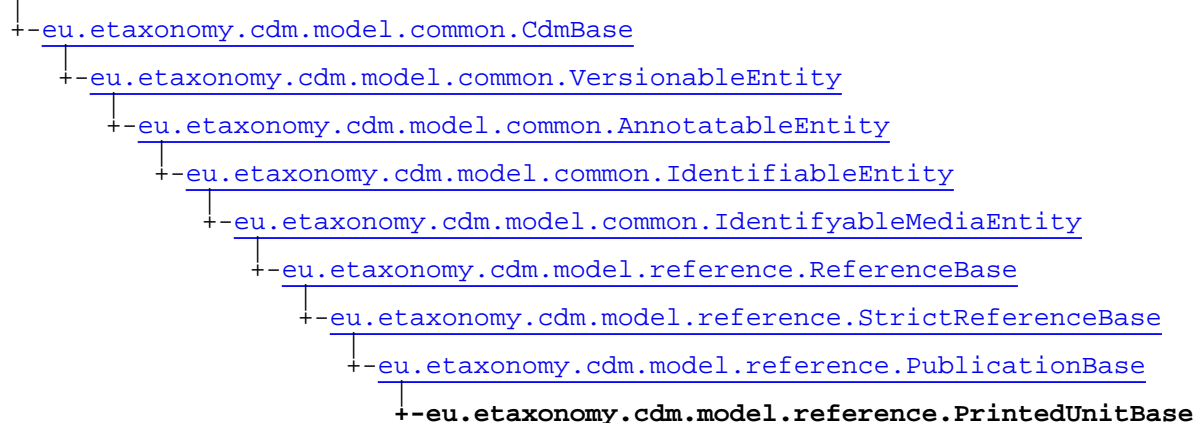 +-eu.etaxonomy.cdm.model.common.CdmBase
+-eu.etaxonomy.cdm.model.common.VersionableEntity
+-eu.etaxonomy.cdm.model.common.AnnotatableEntity
+-eu.etaxonomy.cdm.model.common.IdentifiableEntity
+-eu.etaxonomy.cdm.model.common.IdentifyableMediaEntity
+-eu.etaxonomy.cdm.model.reference.ReferenceBase
+-eu.etaxonomy.cdm.model.reference.StrictReferenceBase
+-eu.etaxonomy.cdm.model.reference.PublicationBase
+-eu.etaxonomy.cdm.model.reference.PrintedUnitBase